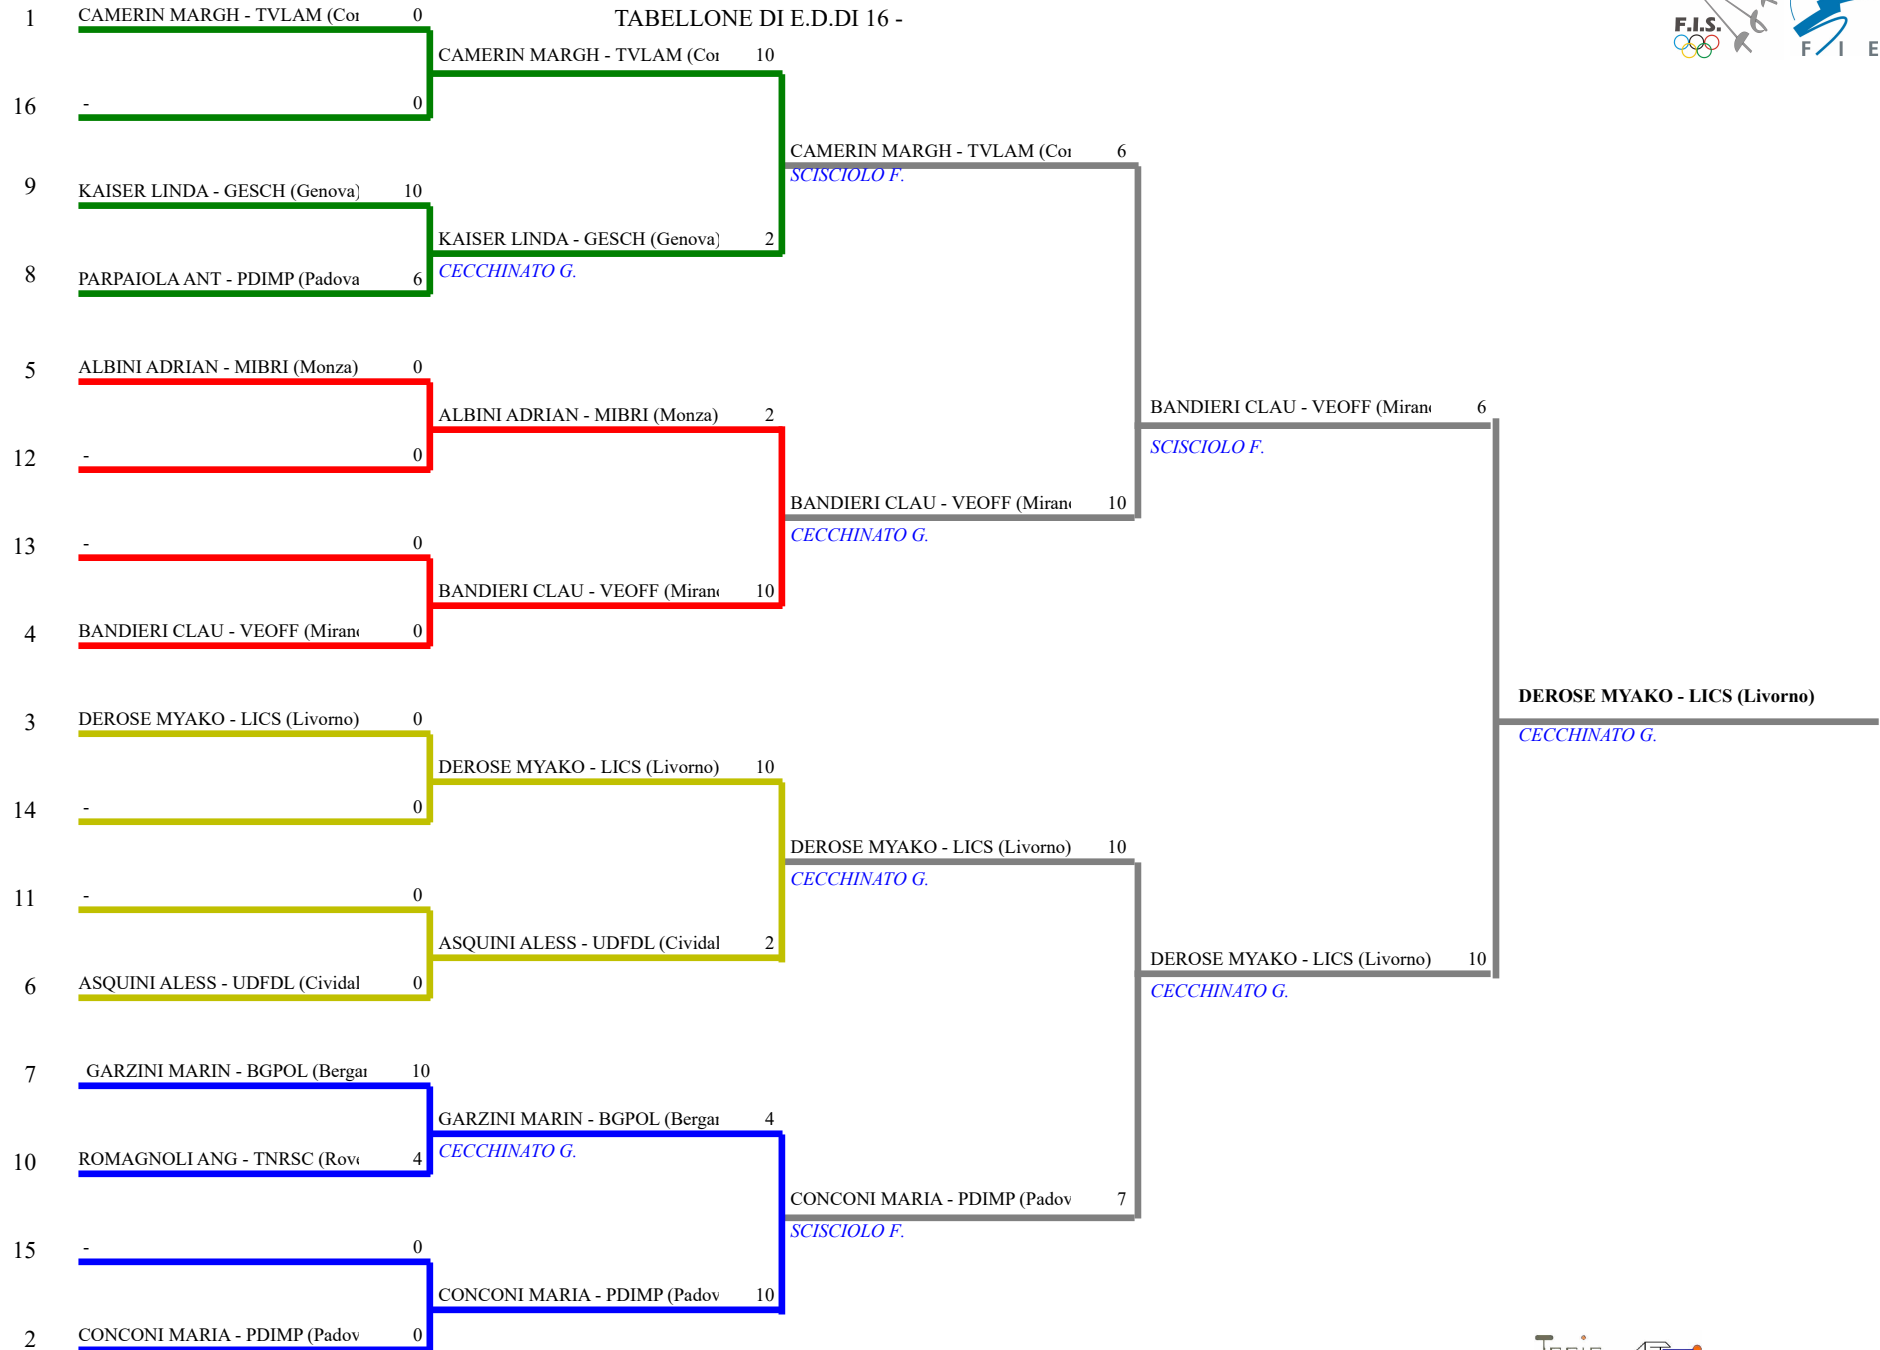 TABELLONE DI E.D.DI 16 -
F.I.S.
F I E
1 CAMERIN MARGH - TVLAM (Cor 0
CAMERIN MARGH - TVLAM (Cor 10
16 - 0
CAMERIN MARGH - TVLAM (Cor 6
SCISCIOLO F.
9 KAISER LINDA - GESCH (Genova) 10
KAISER LINDA - GESCH (Genova) 2
CECCHINATO G.
8 PARPAIOLA ANT - PDIMP (Padova 6
5 ALBINI ADRIAN - MIBRI (Monza) 0
ALBINI ADRIAN - MIBRI (Monza) 2
BANDIERI CLAU - VEOFF (Miran 6
SCISCIOLO F.
12 - 0
BANDIERI CLAU - VEOFF (Miran 10
CECCHINATO G.
13 - 0
BANDIERI CLAU - VEOFF (Miran 10
4 BANDIERI CLAU - VEOFF (Miran 0
DEROSE MYAKO - LICS (Livorno)
CECCHINATO G.
3 DEROSE MYAKO - LICS (Livorno) 0
DEROSE MYAKO - LICS (Livorno) 10
14 - 0
DEROSE MYAKO - LICS (Livorno) 10
CECCHINATO G.
11 - 0
ASQUINI ALESS - UDFDL (Cividal 2
DEROSE MYAKO - LICS (Livorno) 10
CECCHINATO G.
6 ASQUINI ALESS - UDFDL (Cividal 0
7 GARZINI MARIN - BGPOL (Bergar 10
GARZINI MARIN - BGPOL (Bergar 4
CECCHINATO G.
10 ROMAGNOLI ANG - TNRSC (Rov 4
CONCONI MARIA - PDIMP (Padov 7
SCISCIOLO F.
15 - 0
CONCONI MARIA - PDIMP (Padov 10
2 CONCONI MARIA - PDIMP (Padov 0